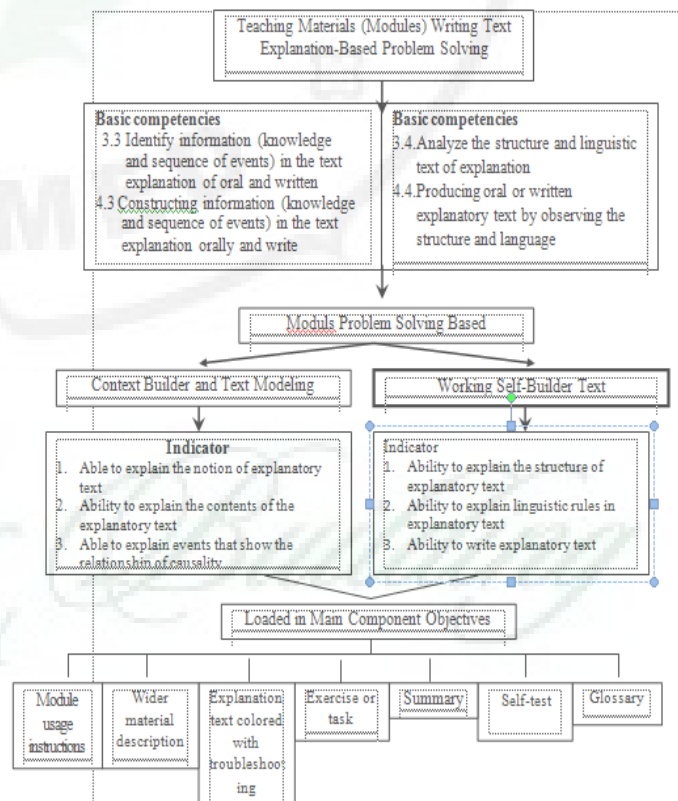 Teaching Materials (Modules) Writing Text
Explanation-Based Problem Solving
Basic competencies
3.3 Identify information (knowledge
and sequence of events) in the text
explanation of oral and written
4.3 Constructing information (knowledge
and sequence of events) in the text
explanation orally and write
Basic competencies
3.4.Analyze the structure and linguistic
text of explanation
4.4.Producing oral or written
explanatory text by observing the
structure and language
Moduls Problem Solving Based
Context Builder and Text Modeling
Working Self-Builder Text
Indicator
1. Able to explain the notion of explanatory
text
2. Ability to explain the contents of the
explanatory text
3. Able to explain events that show the
relationship of causality
Indicator
1. Ability to explain the structure of
explanatory text
2. Ability to explain linguistic rules in
explanatory text
3. Ability to write explanatory text
Loaded in Main Component Objectives
Module
usage
instructions
Wider
material
description
Explanation
text colored
with
troubleshoo
ing
Exercise or
task
Summary
Self-test
Glossary